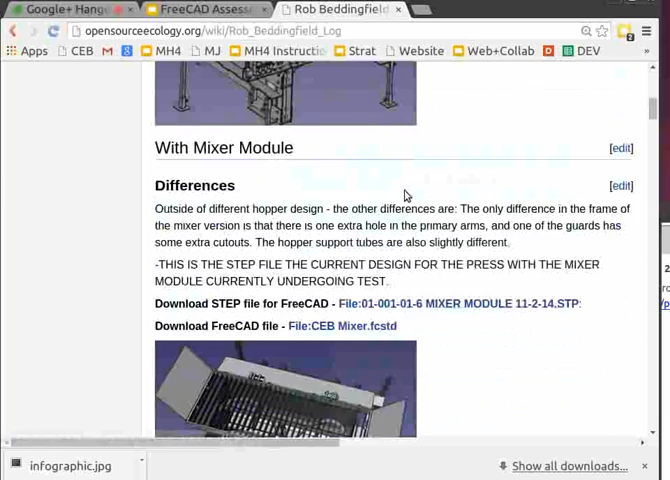 Google+ Hango
FreeCAD Assess
Rob Beddingfield
opensourceecology.org/wiki/Rob_Beddingfield_Log
Apps CEB MH4 MJ MH4 Instructio Strat Website Web+Collab DEV
With Mixer Module [edit]
Differences [edit]
Outside of different hopper design - the other differences are: The only difference in the frame of
the mixer version is that there is one extra hole in the primary arms, and one of the guards has
some extra cutouts. The hopper support tubes are also slightly different.
-THIS IS THE STEP FILE THE CURRENT DESIGN FOR THE PRESS WITH THE MIXER
MODULE CURRENTLY UNDERGOING TEST.
Download STEP file for FreeCAD - File:01-001-01-6 MIXER MODULE 11-2-14.STP:
Download FreeCAD file - File:CEB Mixer.fcstd
infographic.jpg
Show all downloads...